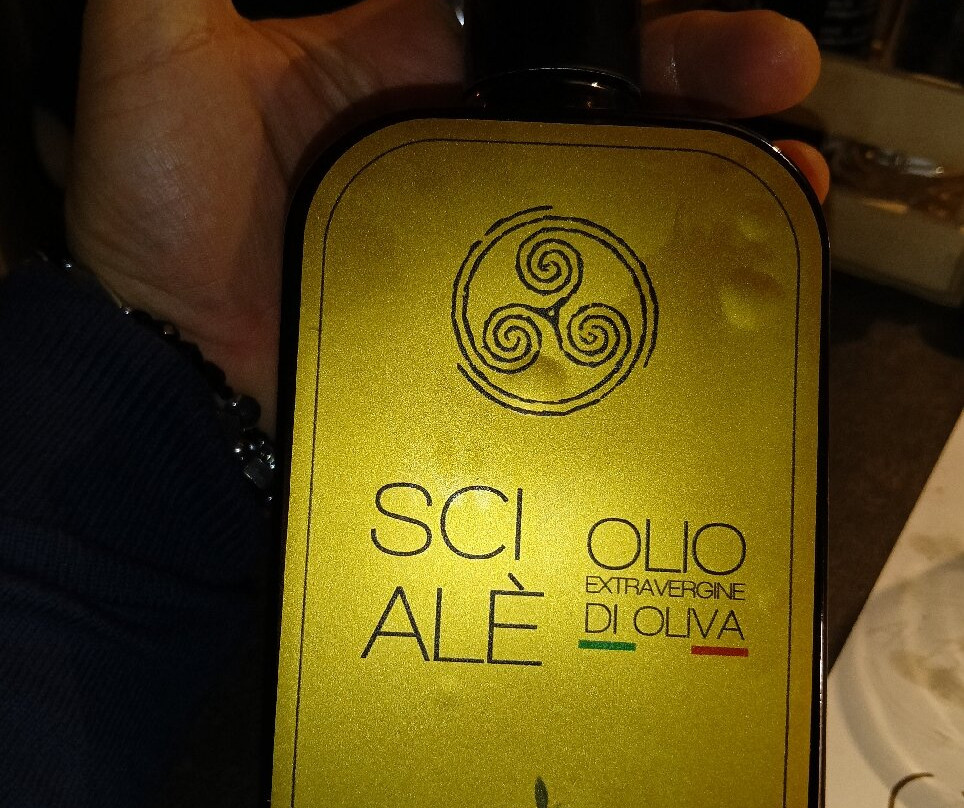 SCI
ALÈ
OLIO
EXTRAVERGINE
DI OLIVA